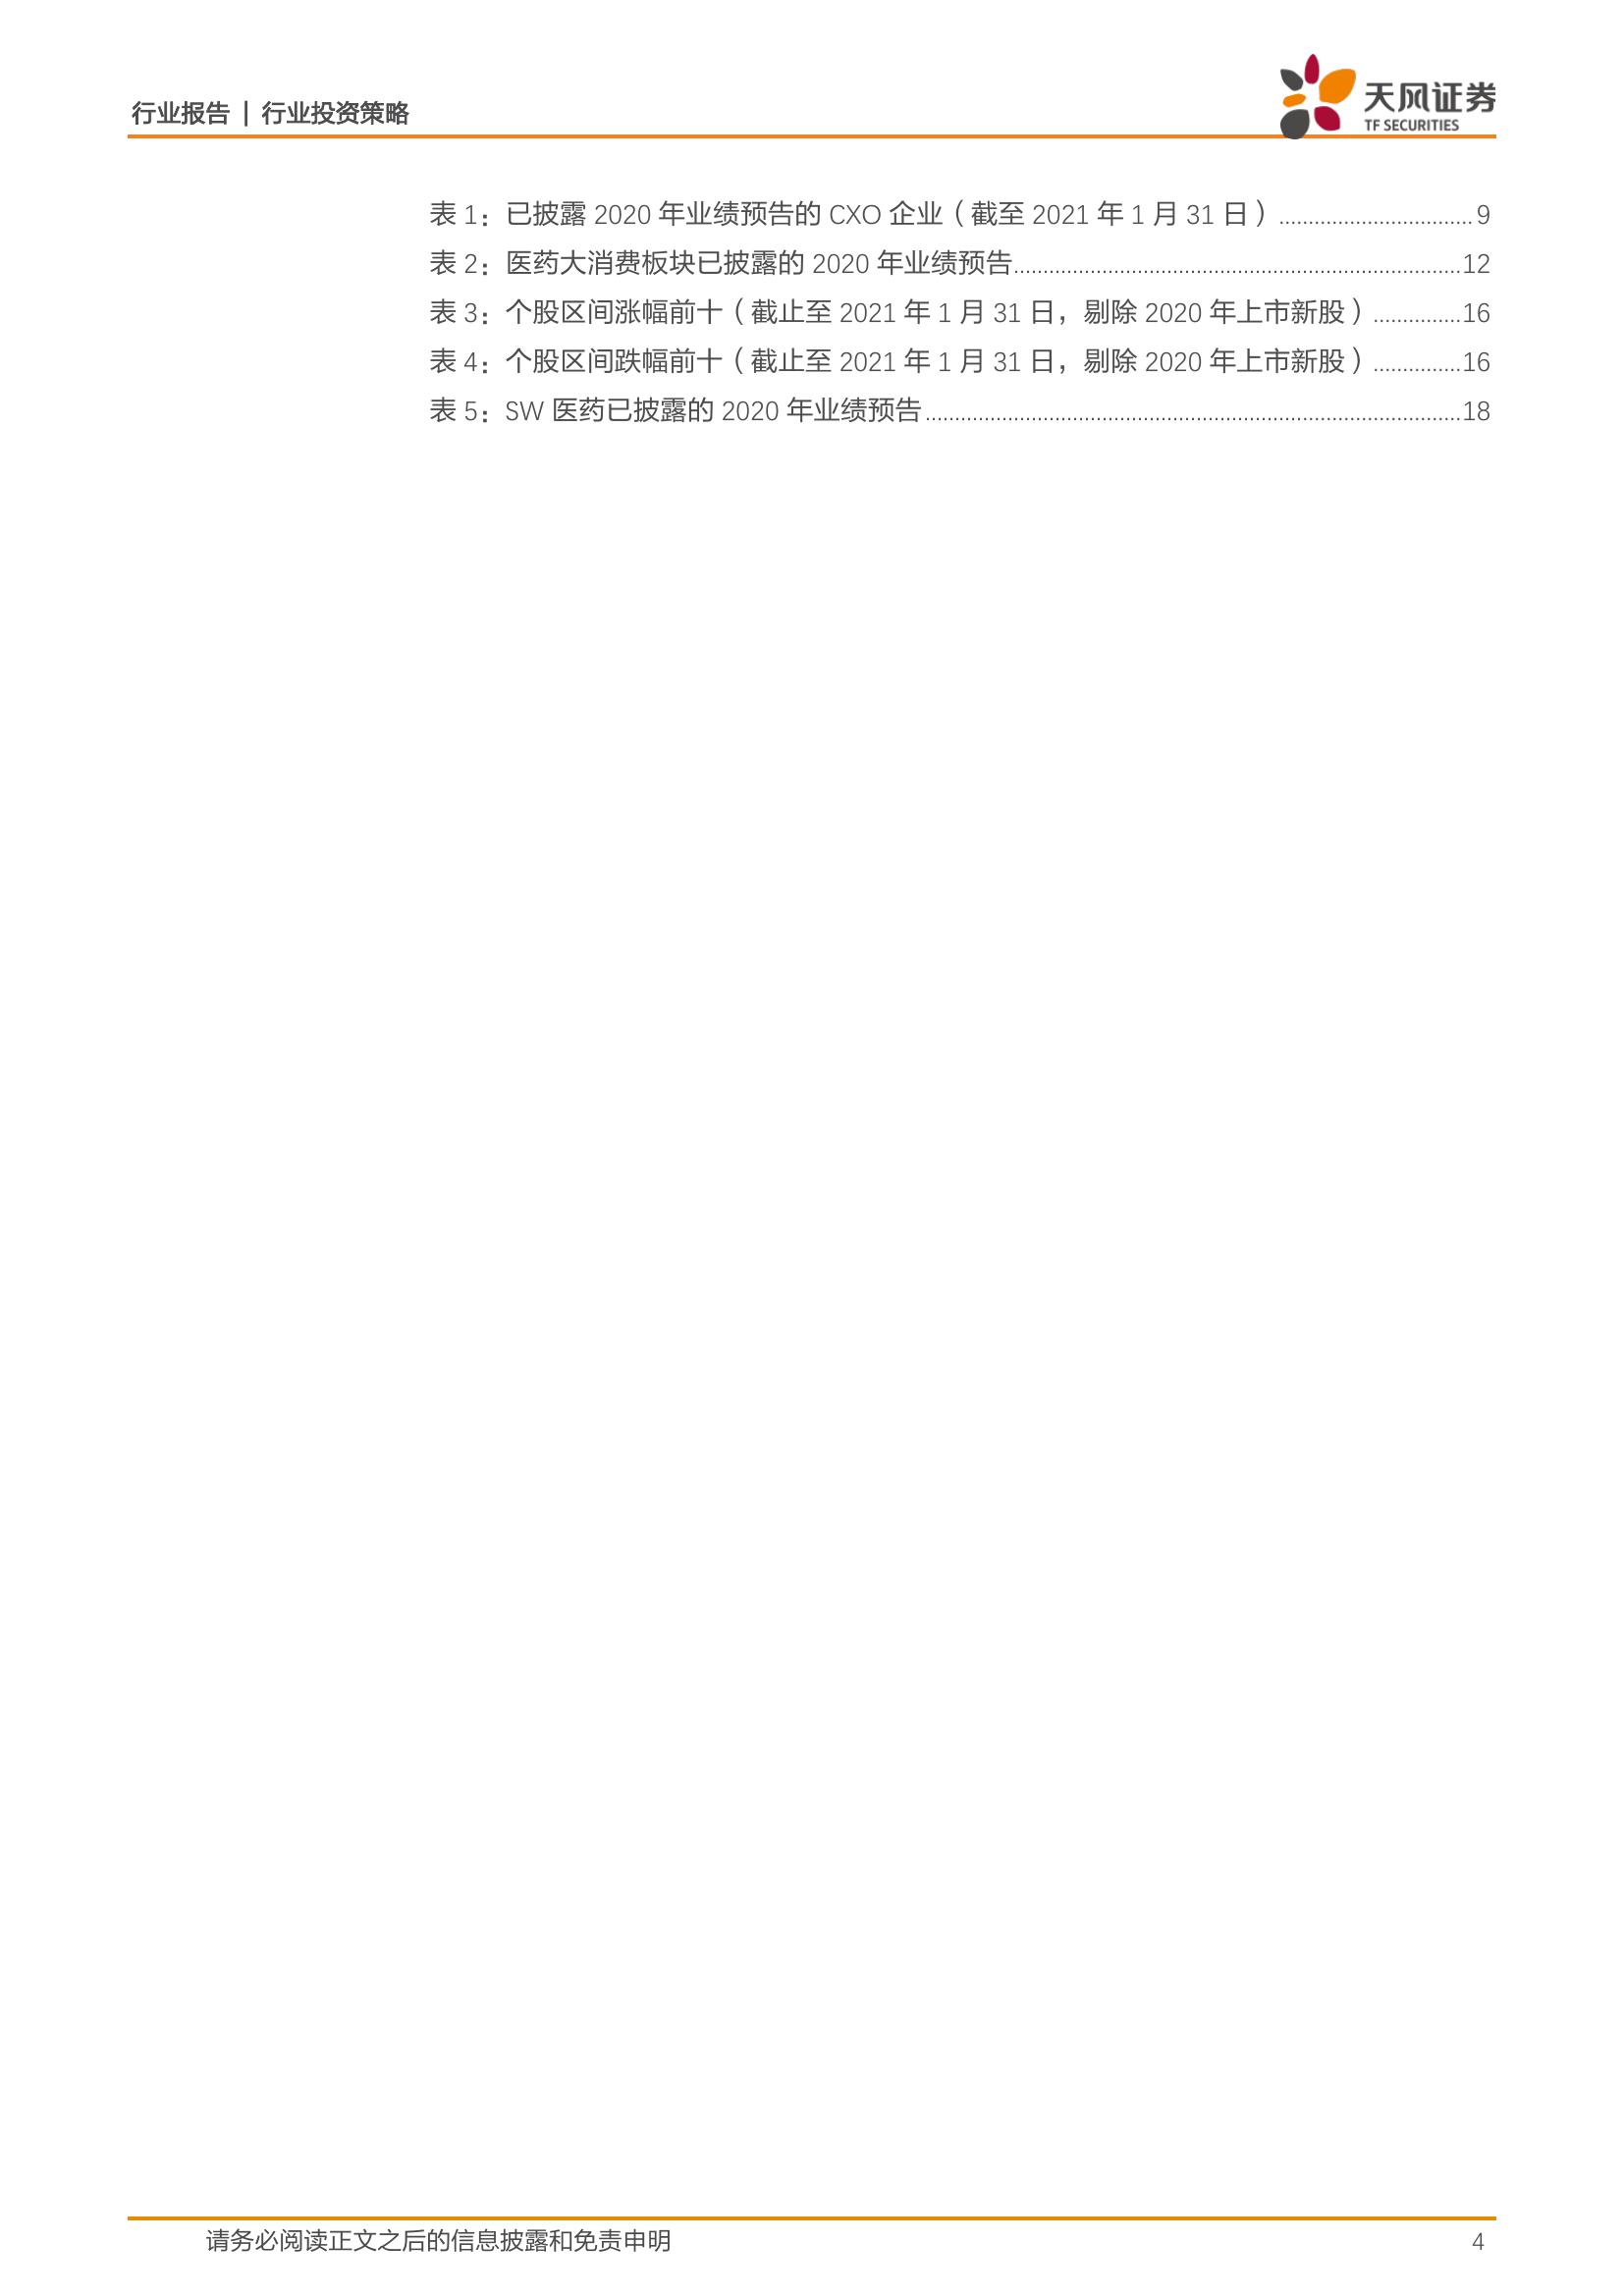 行业报告 | 行业投资策略
天风证券
TF SECURITIES
表 1：已披露 2020 年业绩预告的 CXO 企业（截至 2021 年 1 月 31 日）.................................9
表 2：医药大消费板块已披露的 2020 年业绩预告............................................................................12
表 3：个股区间涨幅前十（截止至 2021 年 1 月 31 日，剔除 2020 年上市新股）...............16
表 4：个股区间跌幅前十（截止至 2021 年 1 月 31 日，剔除 2020 年上市新股）...............16
表 5：SW 医药已披露的 2020 年业绩预告...........................................................................................18
请务必阅读正文之后的信息披露和免责申明
4